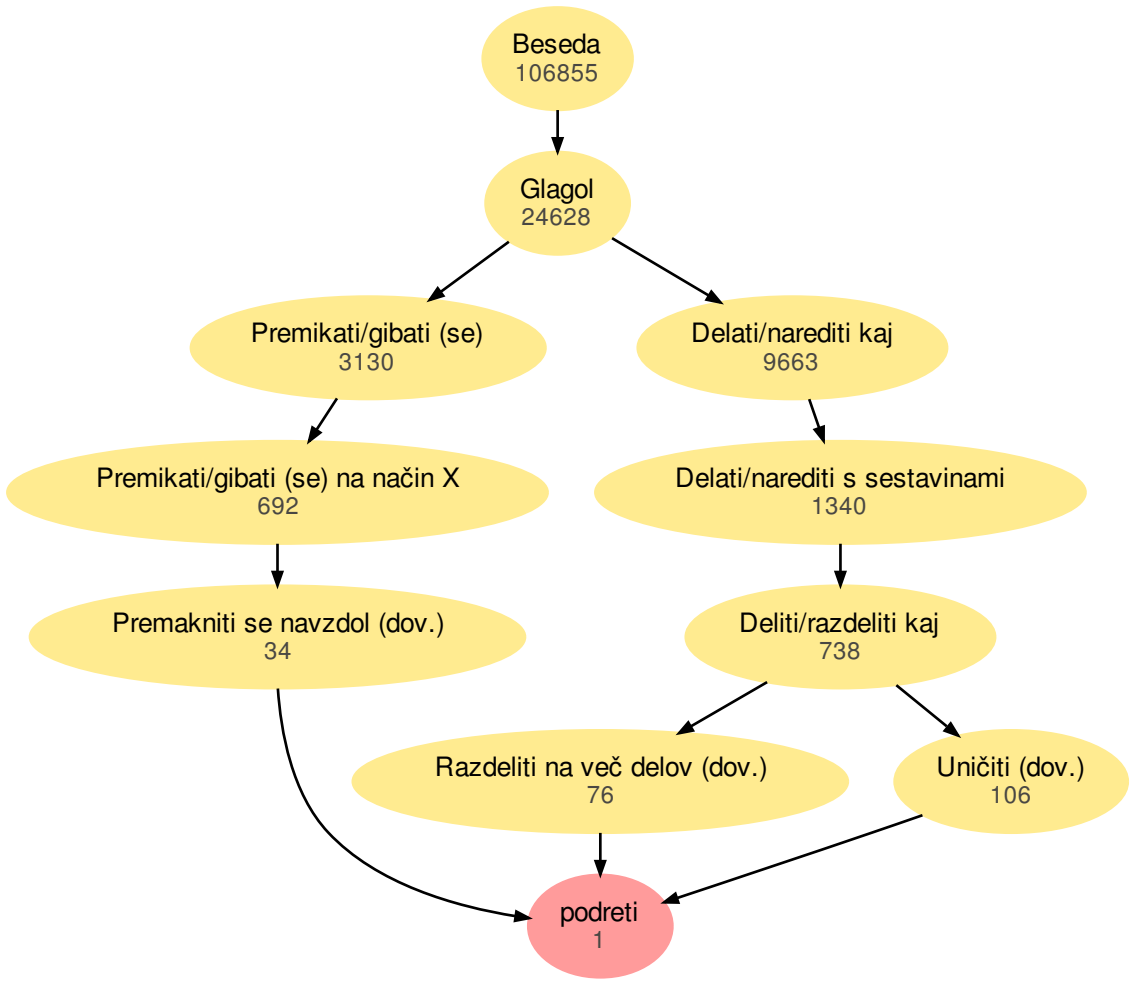 Beseda
106855
Glagol
24628
Premikati/gibati (se)
3130
Delati/narediti kaj
9663
Premikati/gibati (se) na način X
692
Delati/narediti s sestavinami
1340
Premakniti se navzdol (dov.)
34
Deliti/razdeliti kaj
738
Razdeliti na več delov (dov.)
76
Uničiti (dov.)
106
podreti
1